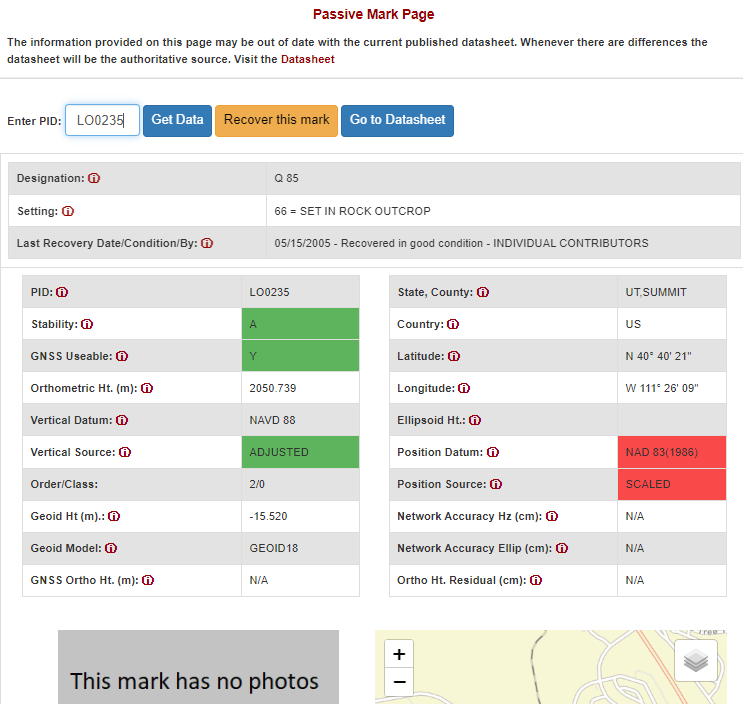 Passive Mark Page
The information provided on this page may be out of date with the current published datasheet. Whenever there are differences the
datasheet will be the authoritative source. Visit the Datasheet
Enter PID: LO0235 Get Data Recover this mark Go to Datasheet
Designation: Q 85
Setting: 66 = SET IN ROCK OUTCROP
Last Recovery Date/Condition/By: 05/15/2005 - Recovered in good condition - INDIVIDUAL CONTRIBUTORS
PID: LO0235
Stability: A
GNSS Useable: Y
Orthometric Ht. (m): 2050.739
Vertical Datum: NAVD 88
Vertical Source: ADJUSTED
Order/Class: 2/0
Geoid Ht (m).: -15.520
Geoid Model: GEOID18
GNSS Ortho Ht. (m): N/A
State, County: UT,SUMMIT
Country: US
Latitude: N 40° 40' 21"
Longitude: W 111° 26' 09"
Ellipsoid Ht.:
Position Datum: NAD 83(1986)
Position Source: SCALED
Network Accuracy Hz (cm): N/A
Network Accuracy Ellip (cm): N/A
Ortho Ht. Residual (cm): N/A
This mark has no photos
+
−